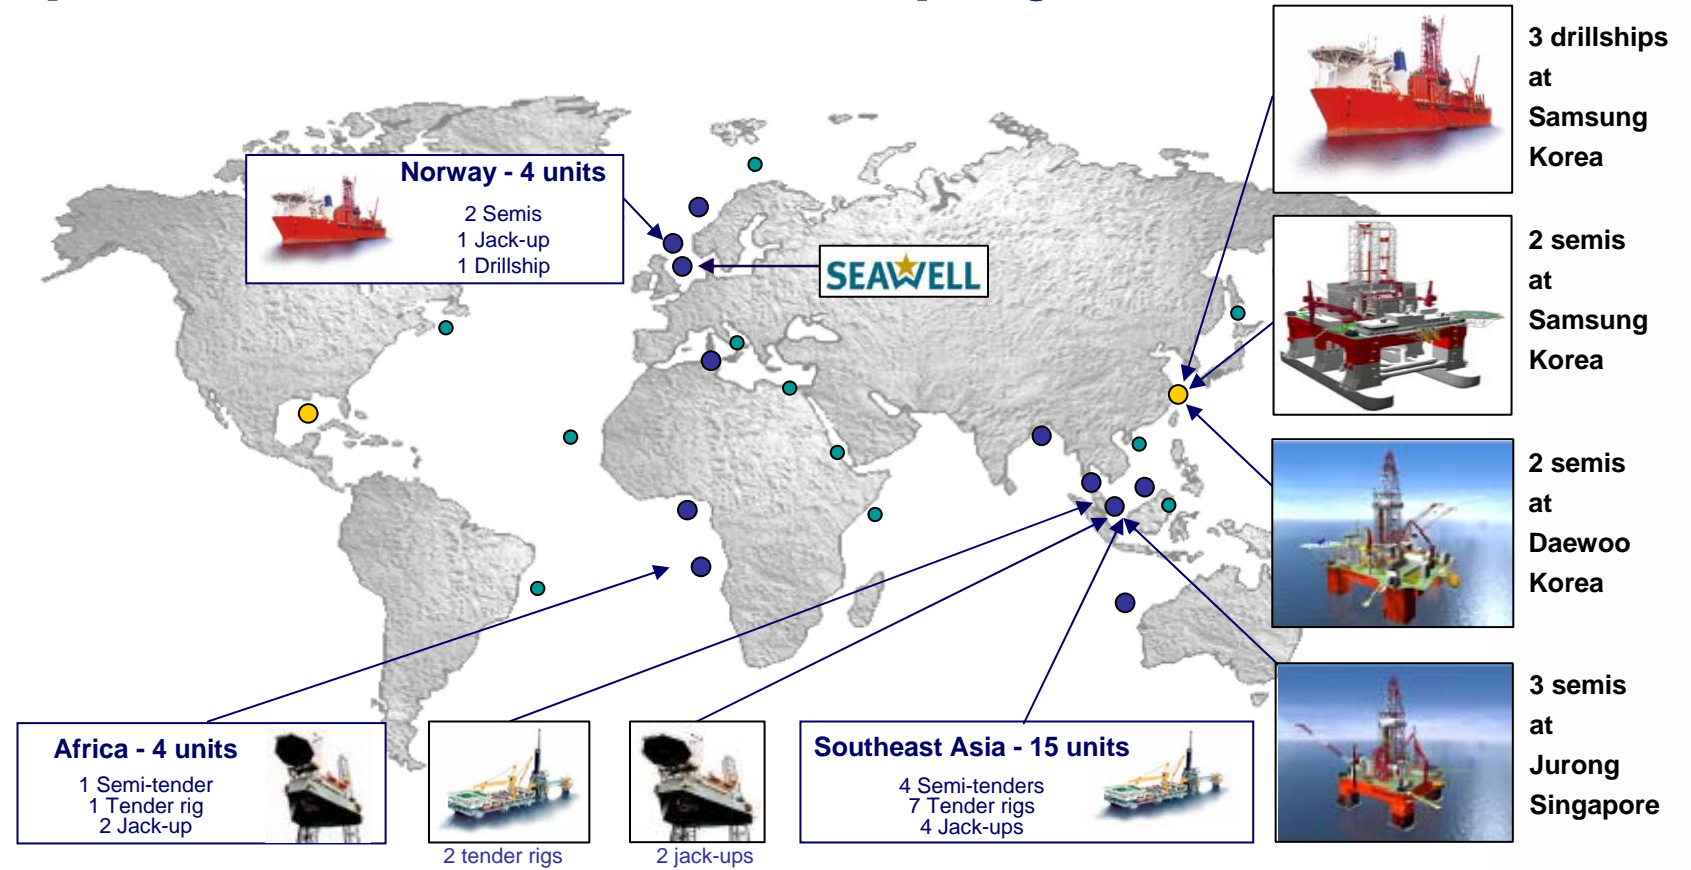 Norway - 4 units
2 Semis
1 Jack-up
1 Drillship
SEAWELL
3 drillships
at
Samsung
Korea
2 semis
at
Samsung
Korea
2 semis
at
Daewoo
Korea
3 semis
at
Jurong
Singapore
Africa - 4 units
1 Semi-tender
1 Tender rig
2 Jack-up
2 tender rigs
2 jack-ups
Southeast Asia - 15 units
4 Semi-tenders
7 Tender rigs
4 Jack-ups